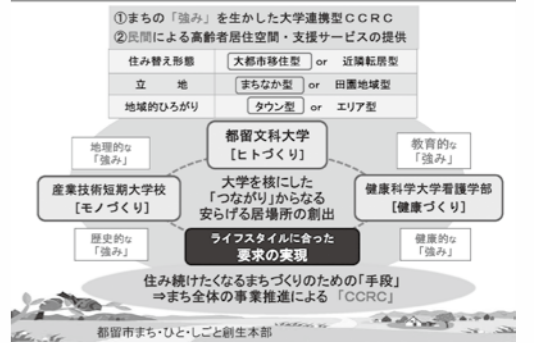 ①まちの「強み」を生かした大学連携型ＣＣＲＣ
②民間による高齢者居住空間・支援サービスの提供
住み替え形態 大都市移住型 or 近隣転居型
立　地 まちなか型 or 田園地域型
地域的ひろがり タウン型 or エリア型
都留文科大学
［ヒトづくり］
地理的な
「強み」
教育的な
「強み」
産業技術短期大学校
［モノづくり］
大学を核にした
「つながり」からなる
安らげる居場所の創出
健康科学大学看護学部
［健康づくり］
歴史的な
「強み」
ライフスタイルに合った
要求の実現
健康的な
「強み」
住み続けたくなるまちづくりのための「手段」
⇒まち全体の事業推進による「CCRC」
都留市まち・ひと・しごと創生本部